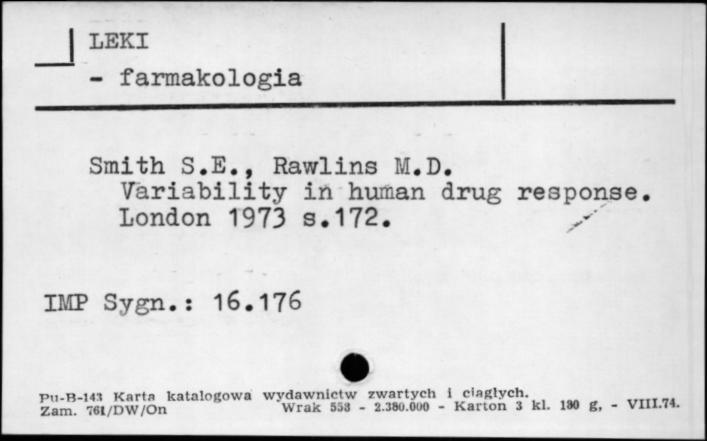 LEKI
- farmakologia
Smith S.E., Rawlins M.D.
Variability in human drug response.
London 1973 s.172.
IMP Sygn.: 16.176
Pu-B-143 Karta katalogowa wydawnictw zwartych i ciągłych.
Zam. 761/DW/On Wrak 558 - 2.380.000 - Karton 3 kl. 180 g, - VIII.74.